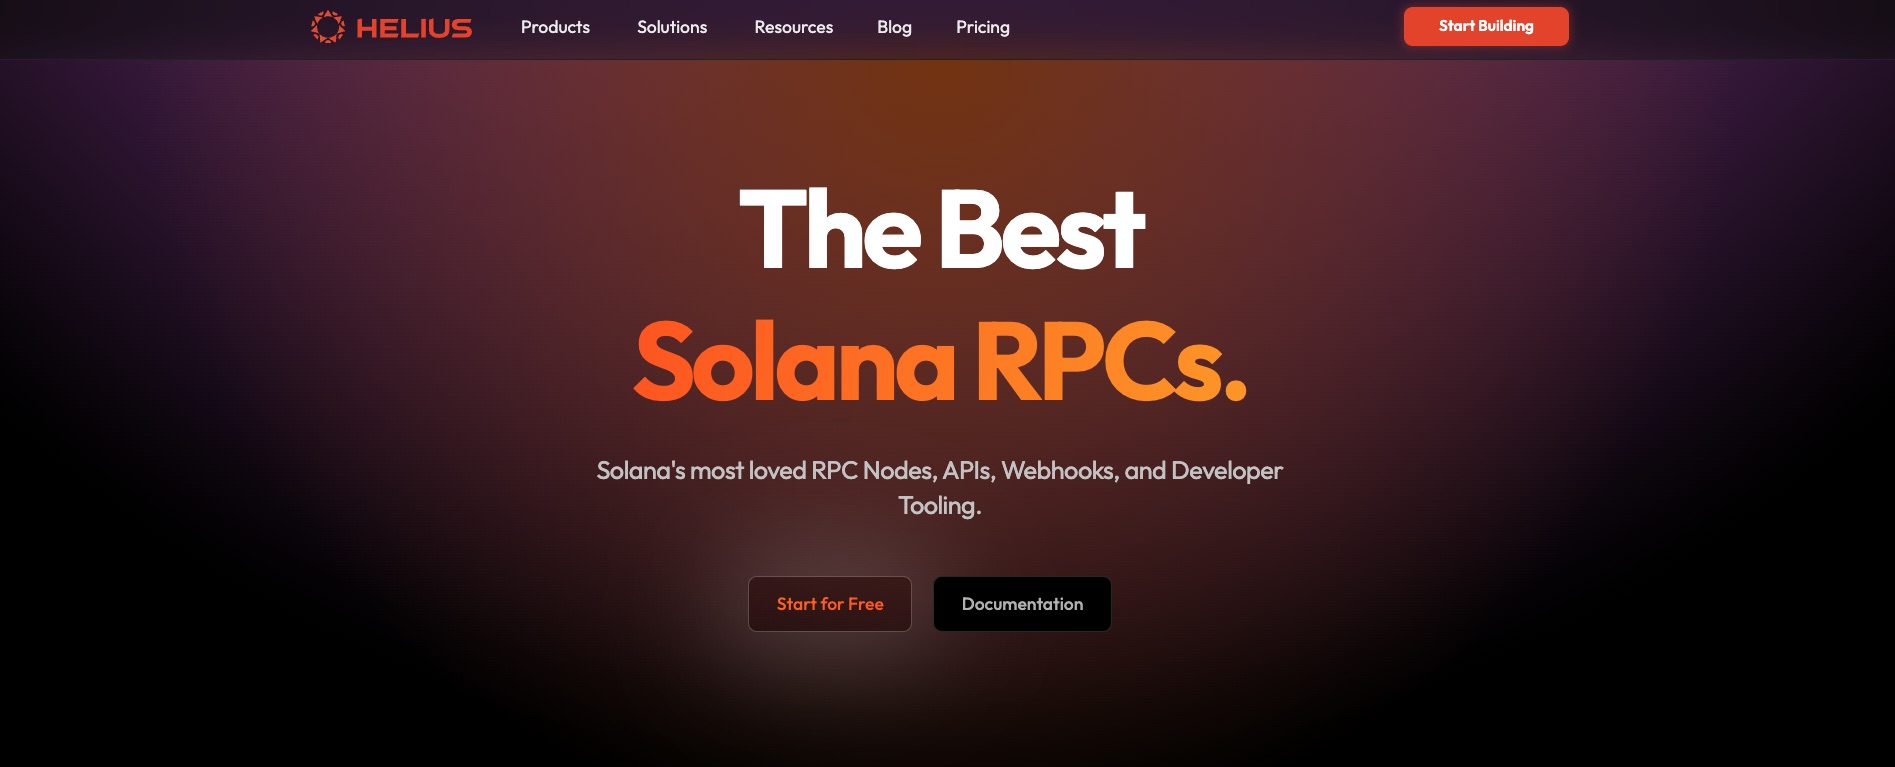 HELIUS Products Solutions Resources Blog Pricing Start Building
The Best
Solana RPCs.
Solana's most loved RPC Nodes, APIs, Webhooks, and Developer
Tooling.
Start for Free Documentation